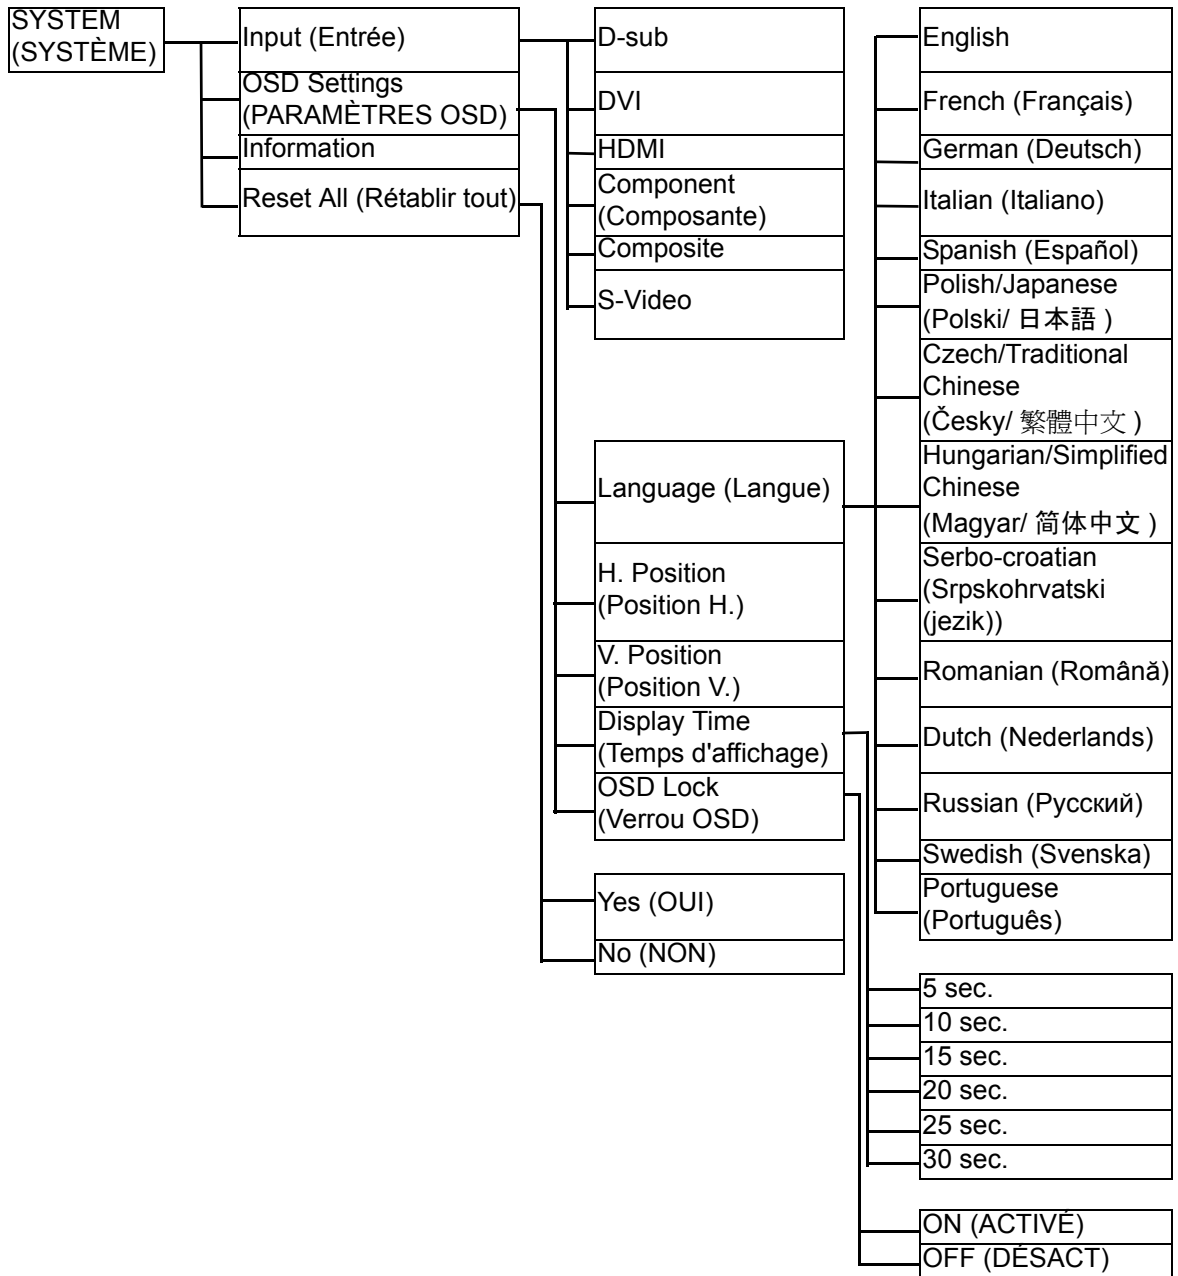 SYSTEM
(SYSTÈME)
Input (Entrée)
OSD Settings
(PARAMÈTRES OSD)
Information
Reset All (Rétablir tout)
D-sub
DVI
HDMI
Component
(Composante)
Composite
S-Video
Language (Langue)
H. Position
(Position H.)
V. Position
(Position V.)
Display Time
(Temps d'affichage)
OSD Lock
(Verrou OSD)
Yes (OUI)
No (NON)
English
French (Français)
German (Deutsch)
Italian (Italiano)
Spanish (Español)
Polish/Japanese
(Polski/ 日本語 )
Czech/Traditional
Chinese
(Česky/ 繁體中文 )
Hungarian/Simplified
Chinese
(Magyar/ 简体中文 )
Serbo-croatian
(Srpskohrvatski
(jezik))
Romanian (Română)
Dutch (Nederlands)
Russian (Русский)
Swedish (Svenska)
Portuguese
(Português)
5 sec.
10 sec.
15 sec.
20 sec.
25 sec.
30 sec.
ON (ACTIVÉ)
OFF (DÉSACT)